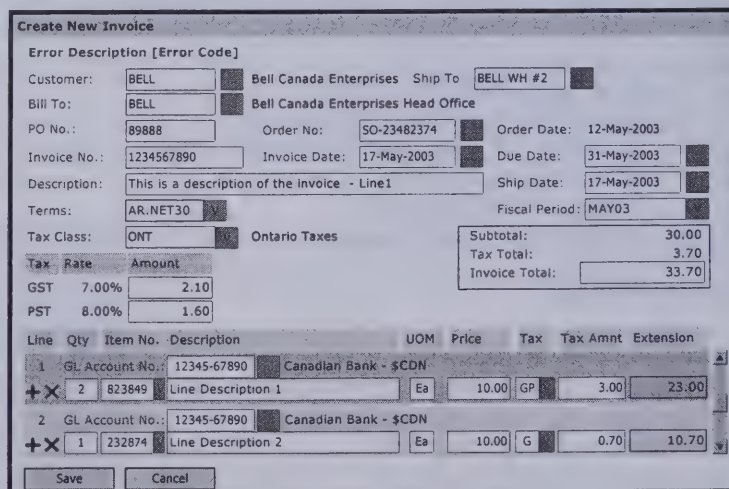 Create New Invoice
Error Description [Error Code]
Customer: BELL Bell Canada Enterprises Ship To BELL WH #2
Bill To: BELL Bell Canada Enterprises Head Office
PO No.: 89888 Order No: SO-23482374 Order Date: 12-May-2003
Invoice No.: 1234567890 Invoice Date: 17-May-2003 Due Date: 31-May-2003
Description: This is a description of the invoice - Line1 Ship Date: 17-May-2003
Terms: AR.NET30 Fiscal Period: MAY03
Tax Class: ONT Ontario Taxes Subtotal: 30.00
Tax Total: 3.70
Tax Rate Amount Invoice Total: 33.70
GST 7.00% 2.10
PST 8.00% 1.60
Line Qty Item No. Description UOM Price Tax Tax Amnt Extension
1 GL Account No.: 12345-67890 Canadian Bank - $CDN
2 823849 Line Description 1 Ea 10.00 GP 3.00 23.00
2 GL Account No.: 12345-67890 Canadian Bank - $CDN
1 232874 Line Description 2 Ea 10.00 G 0.70 10.70
Save Cancel